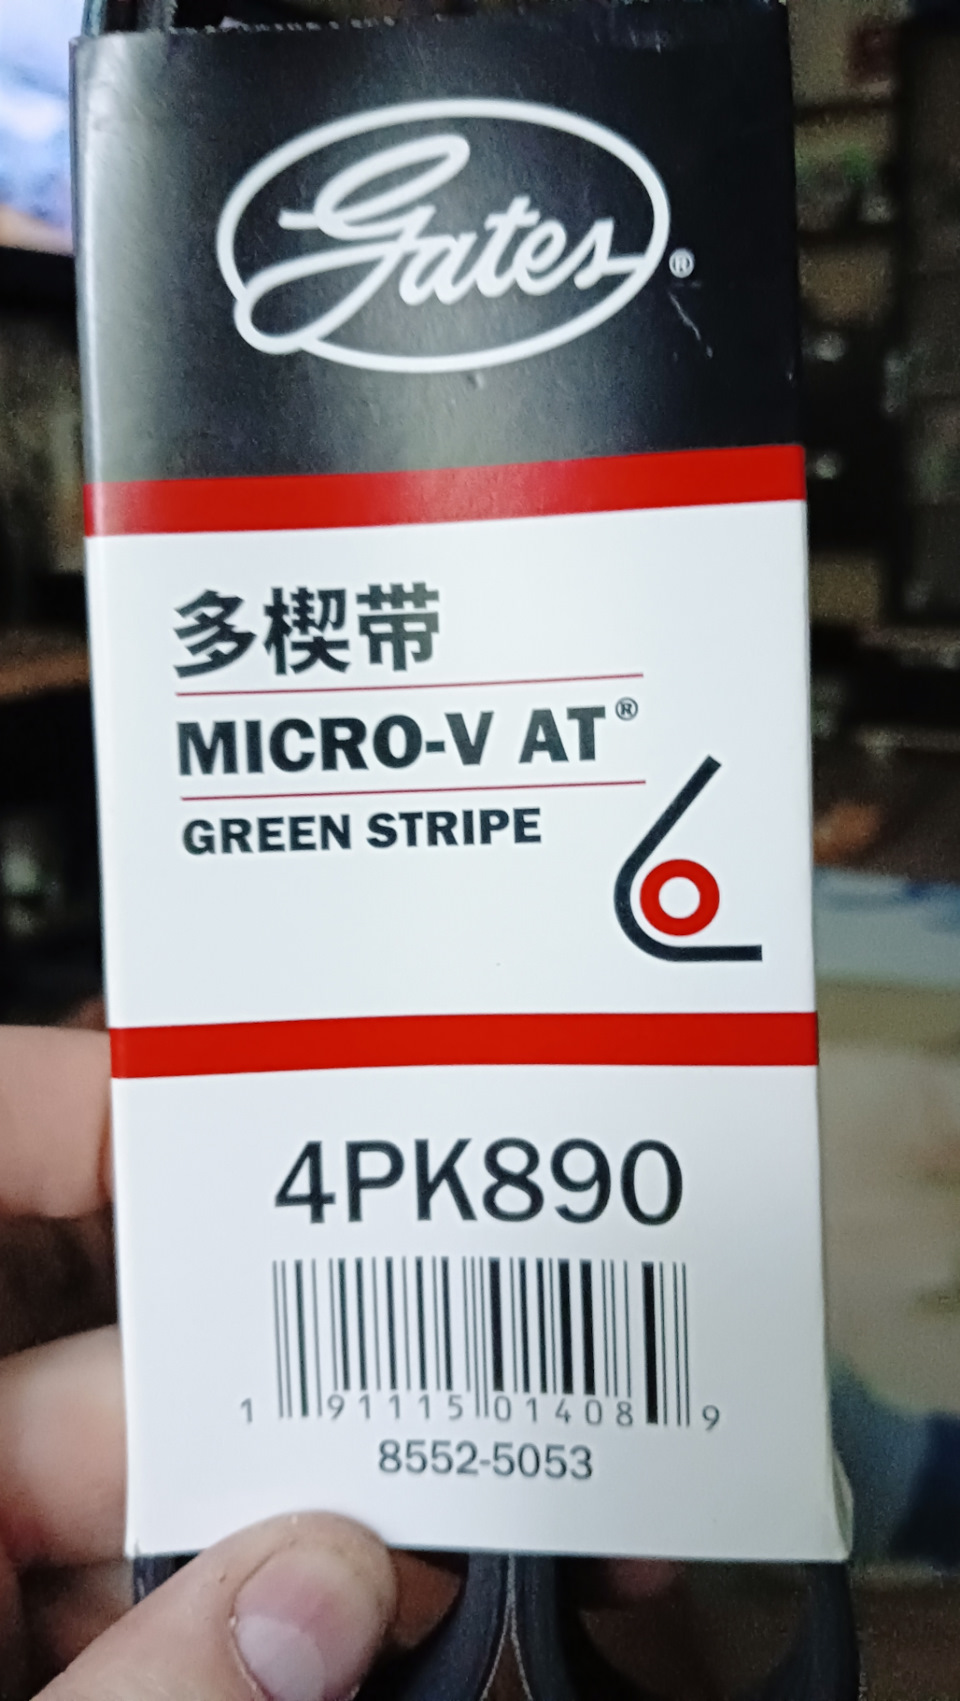 Gates®
多楔带
MICRO-V AT®
GREEN STRIPE
4PK890
1 91115 01408 9
8552-5053